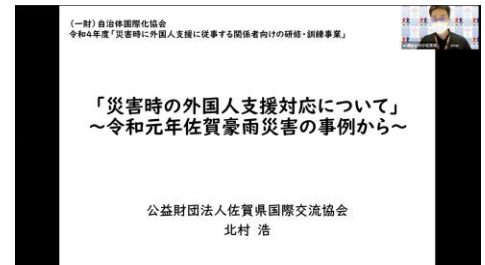 （一財）自治体国際化協会
令和4年度「災害時に外国人支援に従事する関係者向けの研修・訓練事業」
「災害時の外国人支援対応について」
～令和元年佐賀豪雨災害の事例から～
公益財団法人佐賀県国際交流協会
北村 浩